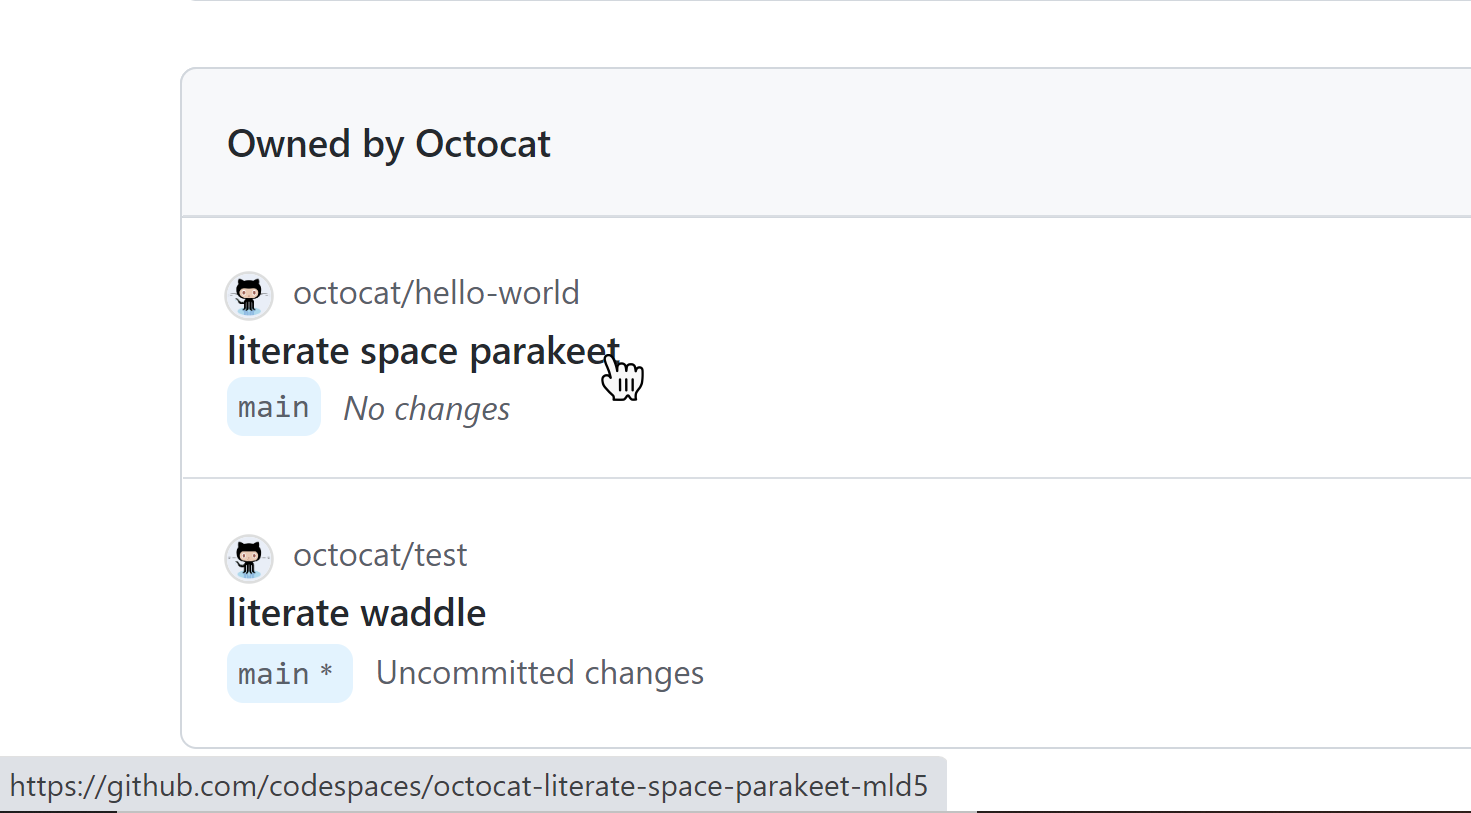 Owned by Octocat
octocat/hello-world
literate space parakeet
main No changes
octocat/test
literate waddle
main * Uncommitted changes
https://github.com/codespaces/octocat-literate-space-parakeet-mld5